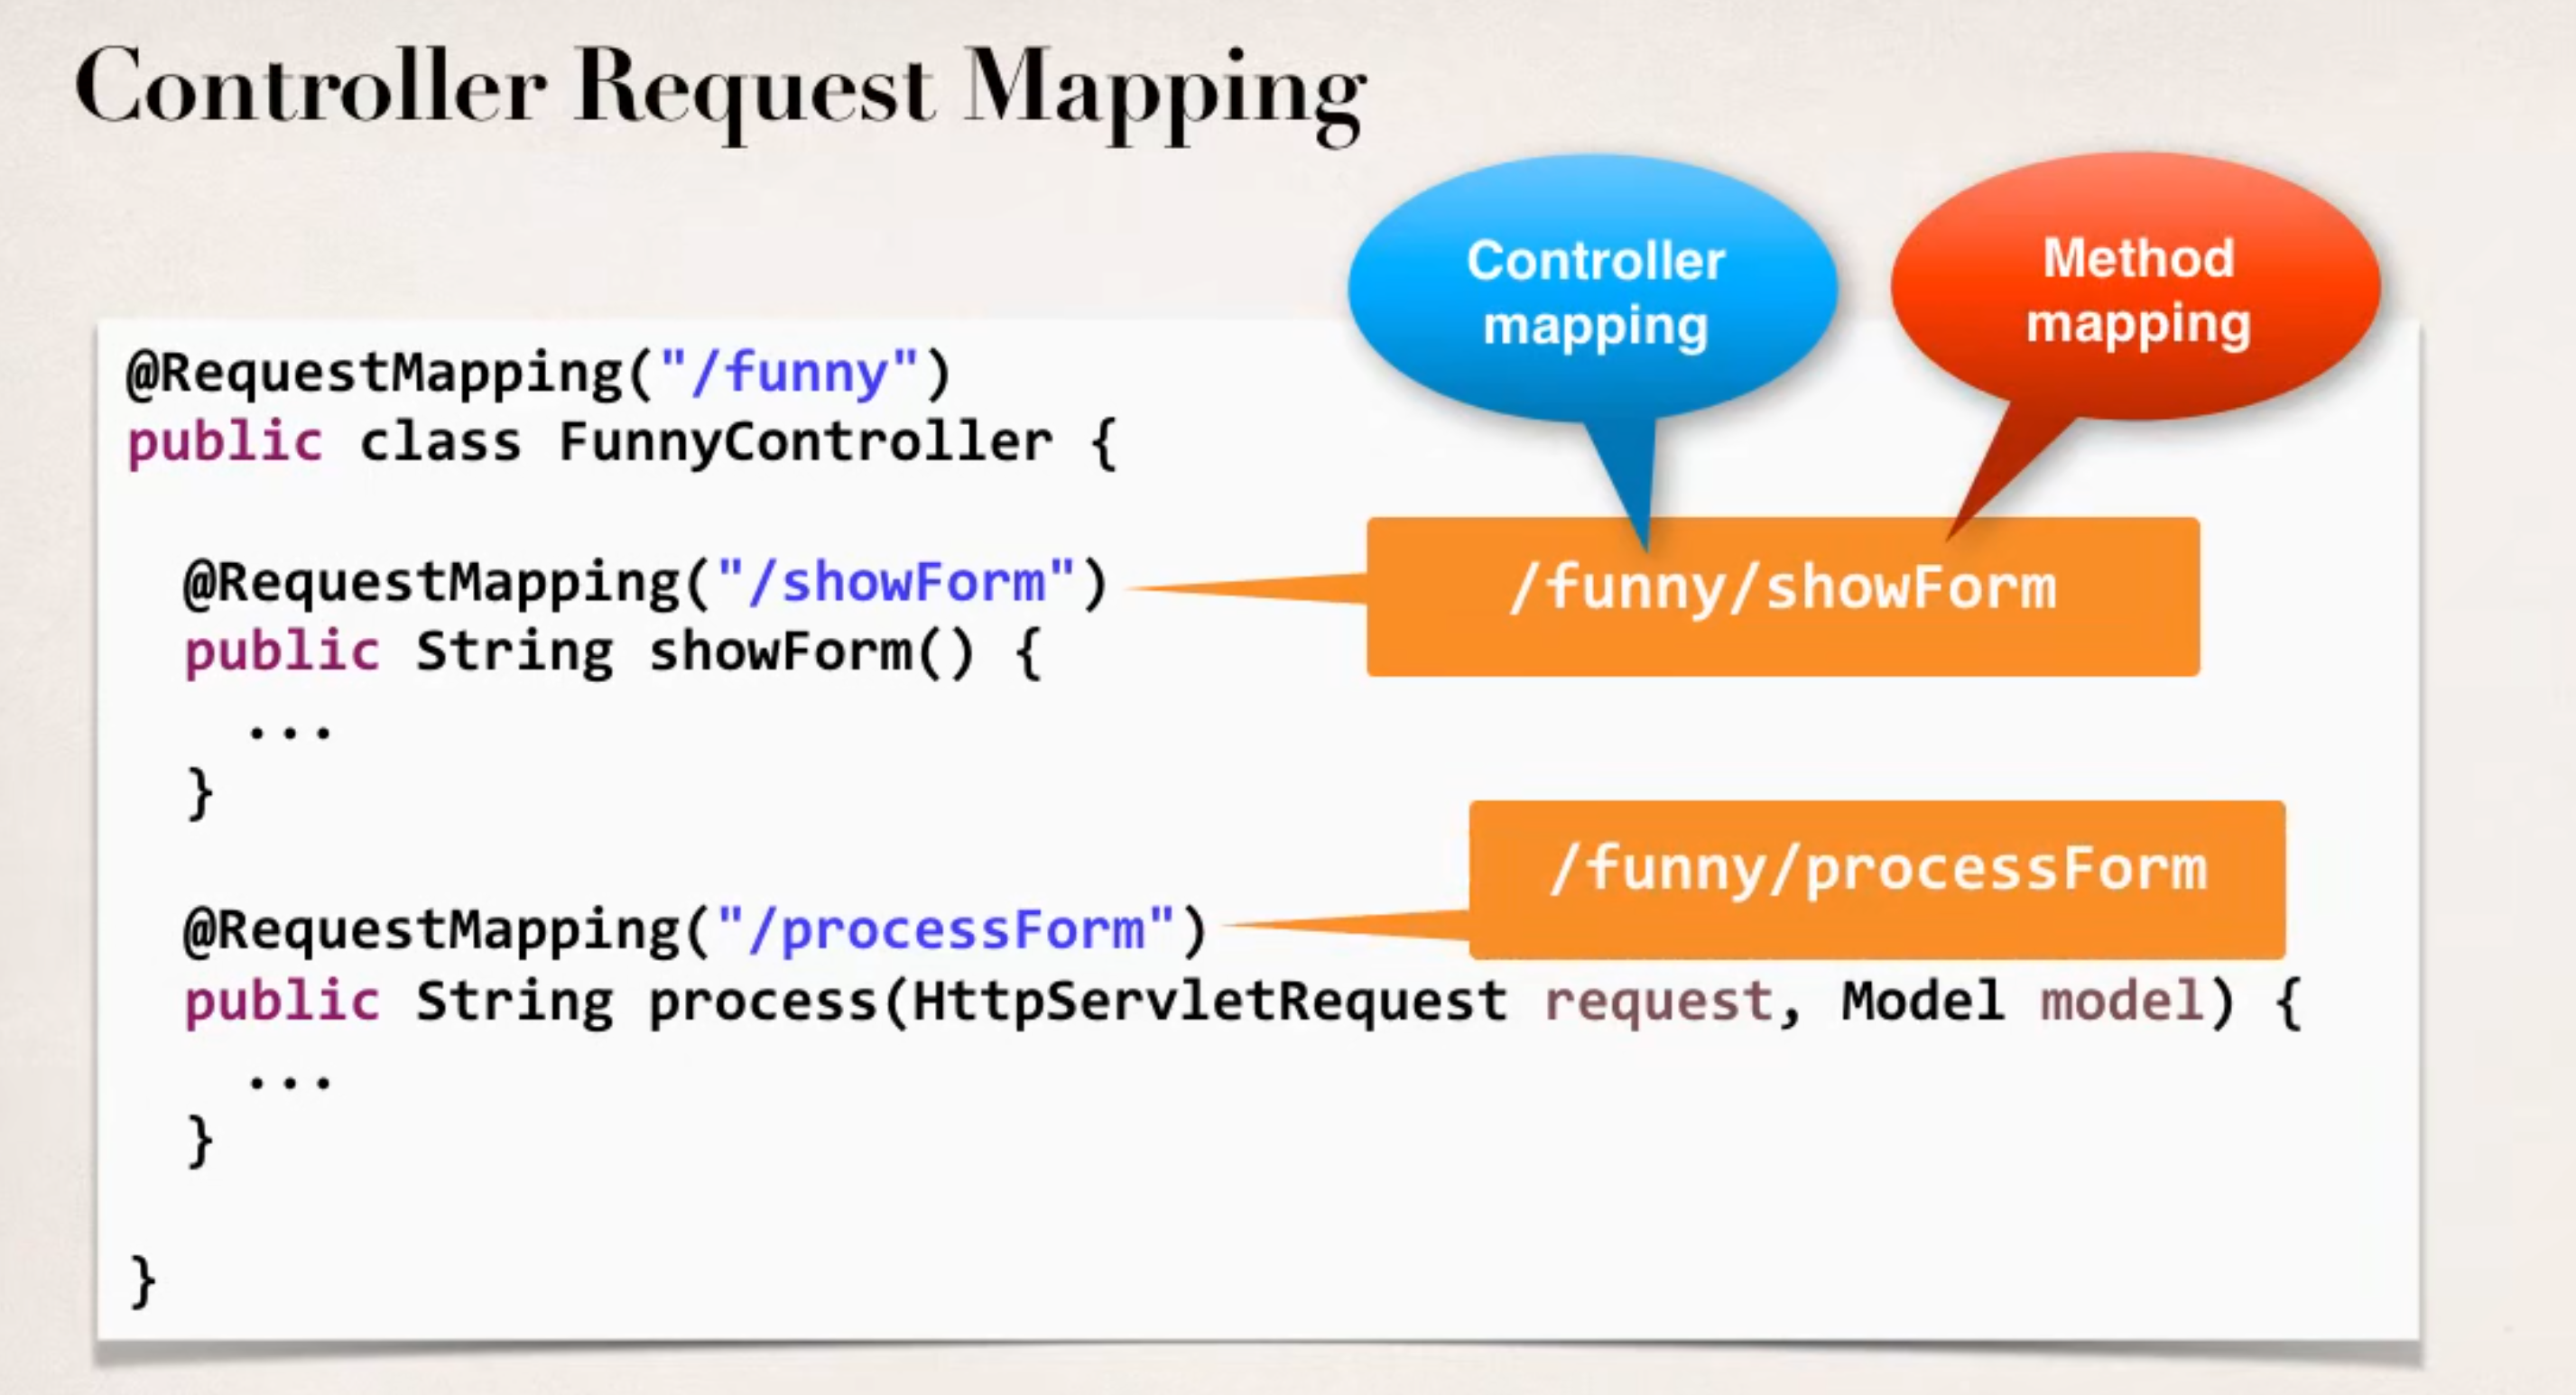 Controller Request Mapping
Controller
mapping
Method
mapping
@RequestMapping("/funny")
public class FunnyController {
@RequestMapping("/showForm")
/funny/showForm
public String showForm() {
...
}
/funny/processForm
@RequestMapping("/processForm")
public String process(HttpServletRequest request, Model model) {
...
}
}